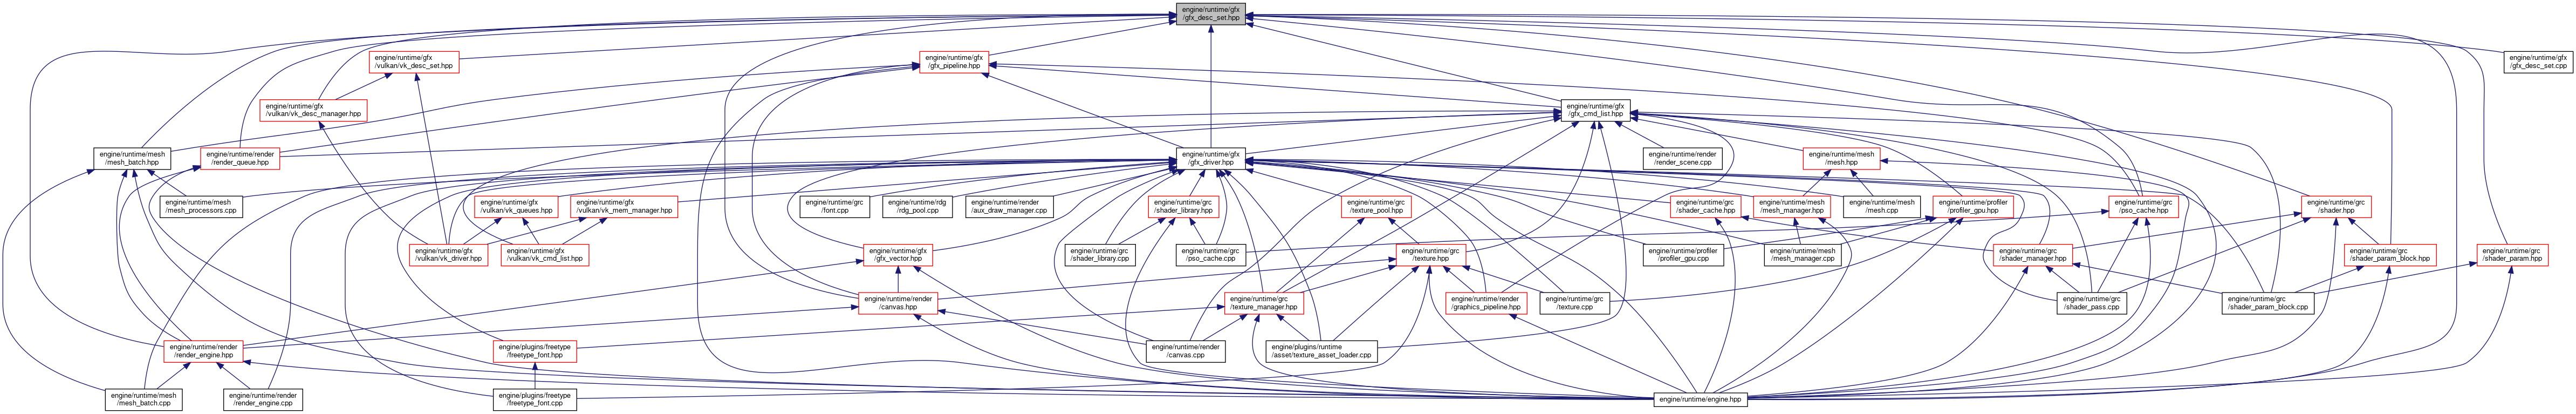 engine/runtime/gfx
/gfx_desc_set.hpp
engine/runtime/gfx
/vulkan/vk_desc_set.hpp
engine/runtime/gfx
/gfx_pipeline.hpp
engine/runtime/gfx
/gfx_desc_set.cpp
engine/runtime/gfx
/vulkan/vk_desc_manager.hpp
engine/runtime/gfx
/gfx_cmd_list.hpp
engine/runtime/mesh
/mesh_batch.hpp
engine/runtime/render
/render_queue.hpp
engine/runtime/gfx
/gfx_driver.hpp
engine/runtime/render
/render_scene.cpp
engine/runtime/mesh
/mesh.hpp
engine/runtime/mesh
/mesh_processors.cpp
engine/runtime/gfx
/vulkan/vk_queues.hpp
engine/runtime/gfx
/vulkan/vk_mem_manager.hpp
engine/runtime/grc
/font.cpp
engine/runtime/rdg
/rdg_pool.cpp
engine/runtime/render
/aux_draw_manager.cpp
engine/runtime/grc
/shader_library.hpp
engine/runtime/grc
/texture_pool.hpp
engine/runtime/grc
/shader_cache.hpp
engine/runtime/mesh
/mesh_manager.hpp
engine/runtime/mesh
/mesh.cpp
engine/runtime/profiler
/profiler_gpu.hpp
engine/runtime/grc
/pso_cache.hpp
engine/runtime/grc
/shader.hpp
engine/runtime/gfx
/vulkan/vk_driver.hpp
engine/runtime/gfx
/vulkan/vk_cmd_list.hpp
engine/runtime/gfx
/gfx_vector.hpp
engine/runtime/grc
/shader_library.cpp
engine/runtime/grc
/pso_cache.cpp
engine/runtime/grc
/texture.hpp
engine/runtime/profiler
/profiler_gpu.cpp
engine/runtime/mesh
/mesh_manager.cpp
engine/runtime/grc
/shader_manager.hpp
engine/runtime/grc
/shader_param_block.hpp
engine/runtime/grc
/shader_param.hpp
engine/runtime/render
/canvas.hpp
engine/runtime/grc
/texture_manager.hpp
engine/runtime/render
/graphics_pipeline.hpp
engine/runtime/grc
/texture.cpp
engine/runtime/grc
/shader_pass.cpp
engine/runtime/grc
/shader_param_block.cpp
engine/runtime/render
/render_engine.hpp
engine/plugins/freetype
/freetype_font.hpp
engine/runtime/render
/canvas.cpp
engine/plugins/runtime
/asset/texture_asset_loader.cpp
engine/runtime/mesh
/mesh_batch.cpp
engine/runtime/render
/render_engine.cpp
engine/plugins/freetype
/freetype_font.cpp
engine/runtime/engine.hpp